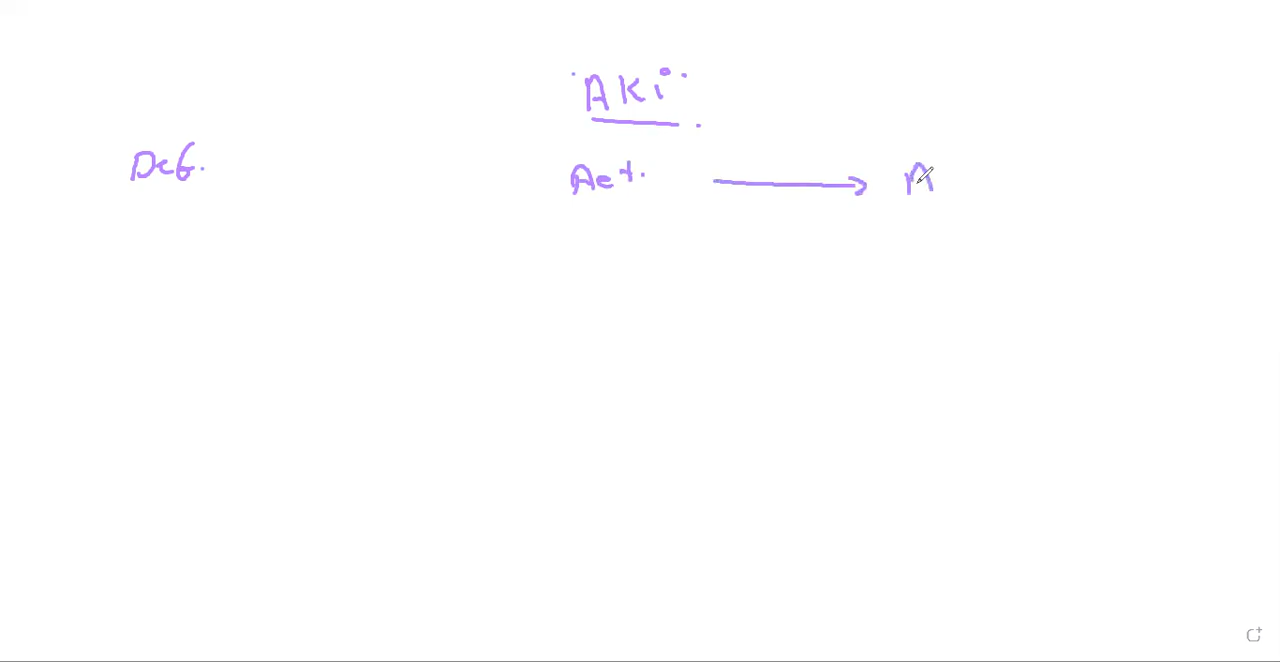 AKi
Def.
Aet. → A